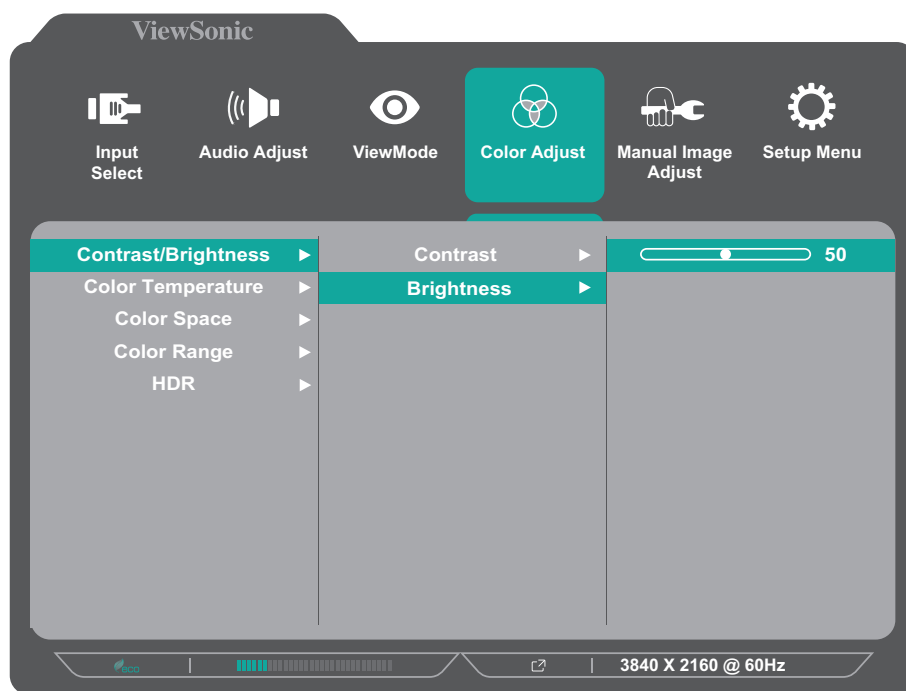 ViewSonic
Input
Select
Audio Adjust
ViewMode
Color Adjust
Manual Image
Adjust
Setup Menu
Contrast/Brightness
Contrast
50
Color Temperature
Brightness
Color Space
Color Range
HDR
eco
3840 X 2160 @ 60Hz